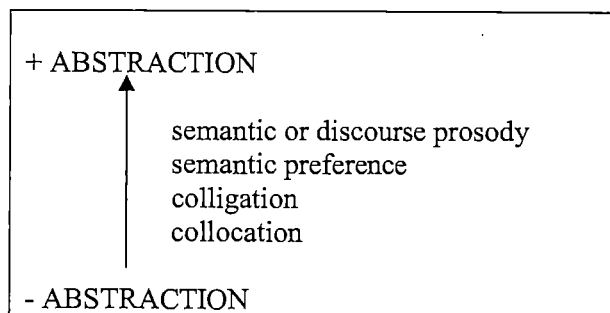 + ABSTRACTION
semantic or discourse prosody
semantic preference
colligation
collocation
- ABSTRACTION